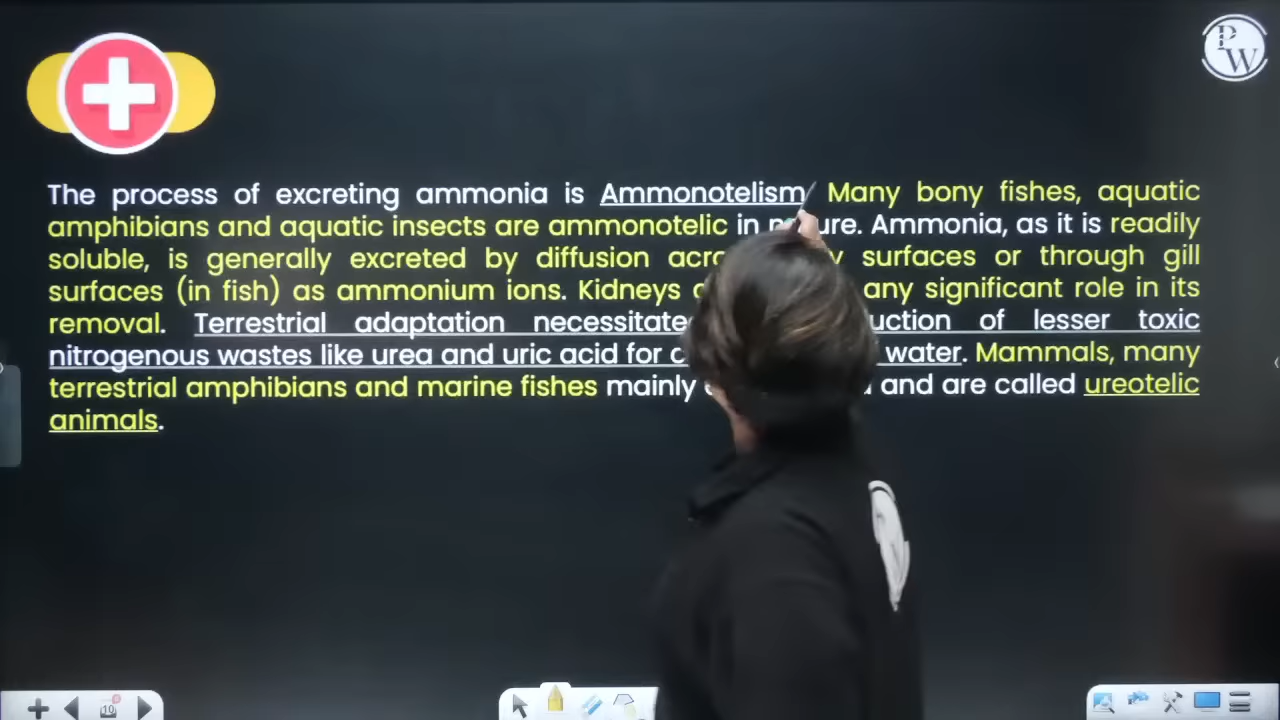 P
W
The process of excreting ammonia is Ammonotelism Many bony fishes, aquatic
amphibians and aquatic insects are ammonotelic in ure. Ammonia, as it is readily
soluble, is generally excreted by diffusion surfaces or through gill
surfaces (in fish) as ammonium ions. Kidneys any significant role in its
removal. Terrestrial adaptation of lesser toxic
nitrogenous wastes like urea and uric acid for water. Mammals, many
terrestrial amphibians and marine fishes mainly and are called ureotelic
animals.
10